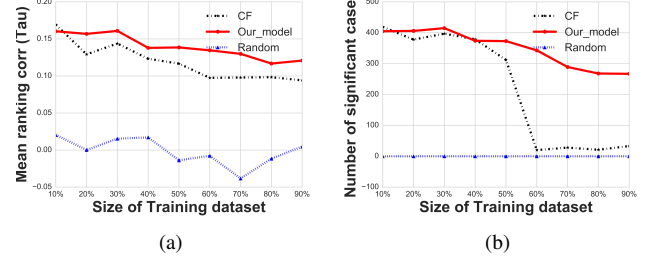 0.20
0.15
0.10
0.05
0.00
−0.05
Mean ranking corr (Tau)
CF
Our_model
Random
10% 20% 30% 40% 50% 60% 70% 80% 90%
Size of Training dataset
(a)
500
400
300
200
100
0
−100
Number of significant case
CF
Our_model
Random
10% 20% 30% 40% 50% 60% 70% 80% 90%
Size of Training dataset
(b)